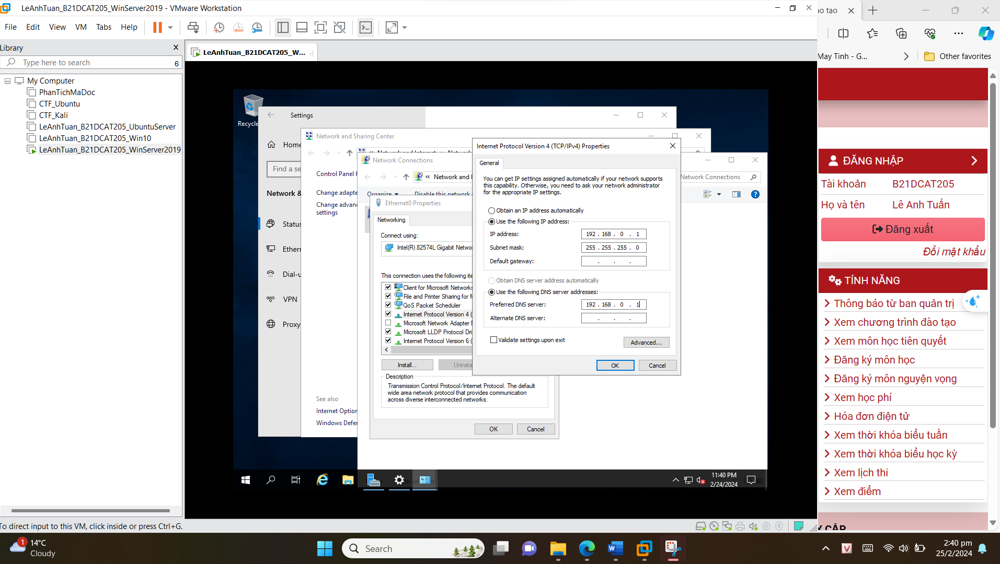 LeAnhTuan_B21DCAT205_WinServer2019 - VMware Workstation
File Edit View VM Tabs Help
Library
Type here to search
6
My Computer
PhanTichMaDoc
CTF_Ubuntu
CTF_Kali
LeAnhTuan_B21DCAT205_UbuntuServer
LeAnhTuan_B21DCAT205_Win10
LeAnhTuan_B21DCAT205_WinServer2019
LeAnhTuan_B21DCAT205_W...
Recycle
Settings
Home
Find a se
Network &
Status
Ethern
Dial-u
VPN
Proxy
Network and Sharing Center
Network and Internet
Netwo
Control Panel H
Change adapte
Change advan
settings
See also
Internet Option
Windows Defen
Network Connections
Network and I
Network Connections
Organize
Disable this network
Ethernet0 Properties
Networking
Connect using:
Intel(R) 82574L Gigabit Networ
This connection uses the following ite
Client for Microsoft Networks
File and Printer Sharing for M
QoS Packet Scheduler
Internet Protocol Version 4 (
Microsoft Network Adapter M
Microsoft LLDP Protocol Dri
Internet Protocol Version 6 (
Install...
Uninsta
Description
Transmission Control Protocol/Internet Protocol. The default
wide area network protocol that provides communication
across diverse interconnected networks.
OK
Cancel
Internet Protocol Version 4 (TCP/IPv4) Properties
General
You can get IP settings assigned automatically if your network supports
this capability. Otherwise, you need to ask your network administrator
for the appropriate IP settings.
Obtain an IP address automatically
Use the following IP address:
IP address: 192 . 168 . 0 . 1
Subnet mask: 255 . 255 . 255 . 0
Default gateway: . . .
Obtain DNS server address automatically
Use the following DNS server addresses:
Preferred DNS server: 192 . 168 . 0 . 1
Alternate DNS server: . . .
Validate settings upon exit
Advanced...
OK
Cancel
11:40 PM
2/24/2024
To direct input to this VM, click inside or press Ctrl+G.
ào tạo
May Tinh - G...
Other favorites
ĐĂNG NHẬP
Tài khoản B21DCAT205
Họ và tên Lê Anh Tuấn
Đăng xuất
Đổi mật khẩu
TÍNH NĂNG
Thông báo từ ban quản trị
Xem chương trình đào tạo
Xem môn học tiên quyết
Đăng ký môn học
Đăng ký môn nguyện vọng
Xem học phí
Hóa đơn điện tử
Xem thời khóa biểu tuần
Xem thời khóa biểu học kỳ
Xem lịch thi
Xem điểm
Y CẬP
1
14°C
Cloudy
Search
2:40 pm
25/2/2024